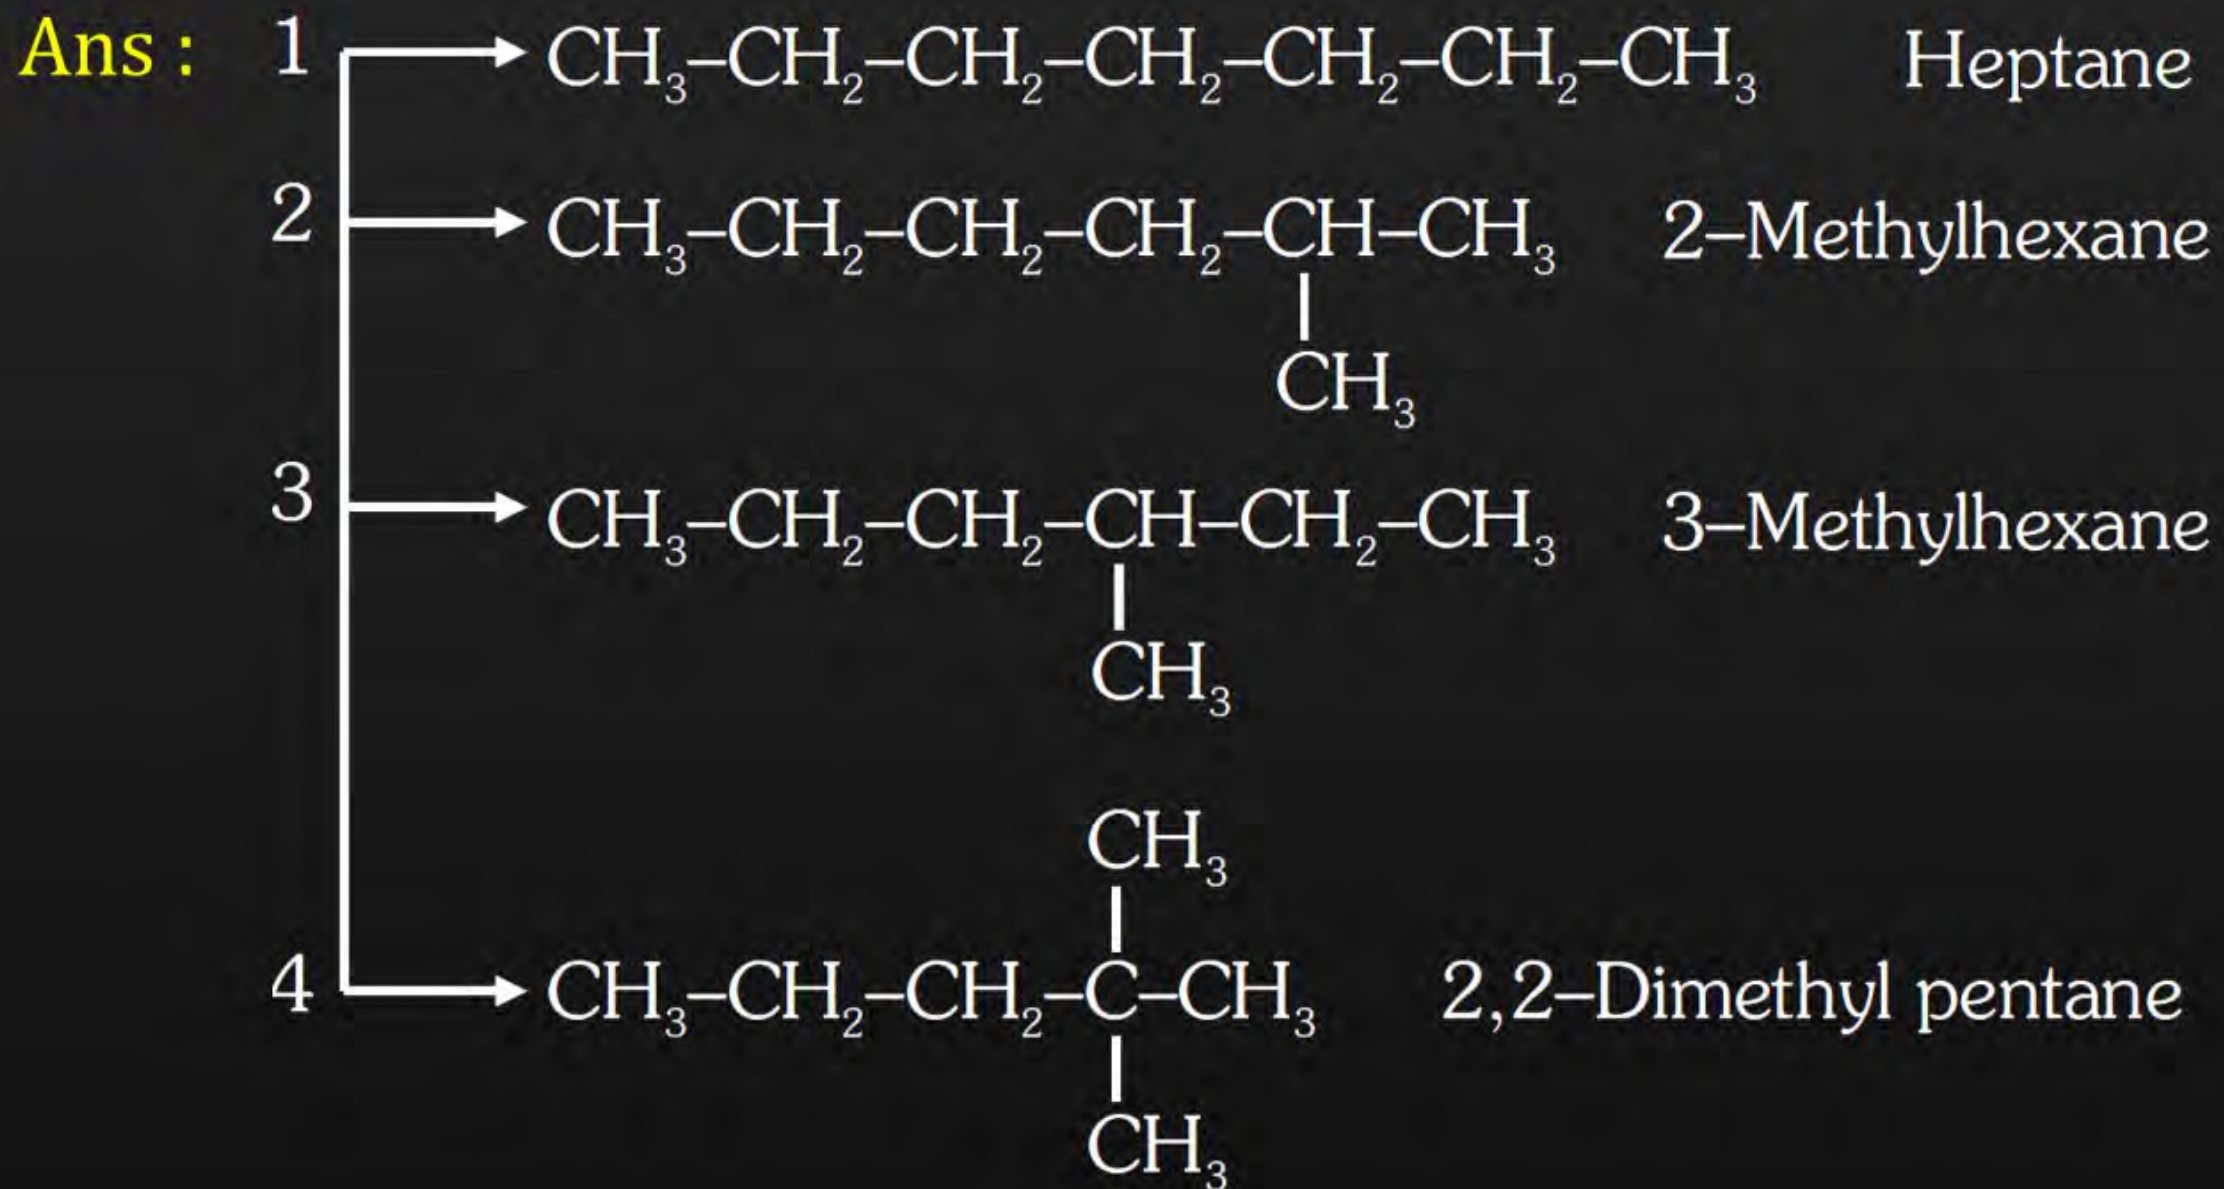 Ans : 1 CH₃–CH₂–CH₂–CH₂–CH₂–CH₂–CH₃ Heptane
2 CH₃–CH₂–CH₂–CH₂–CH–CH₃ 2–Methylhexane
CH₃
3 CH₃–CH₂–CH₂–CH–CH₂–CH₃ 3–Methylhexane
CH₃
CH₃
4 CH₃–CH₂–CH₂–C–CH₃ 2,2–Dimethyl pentane
CH₃